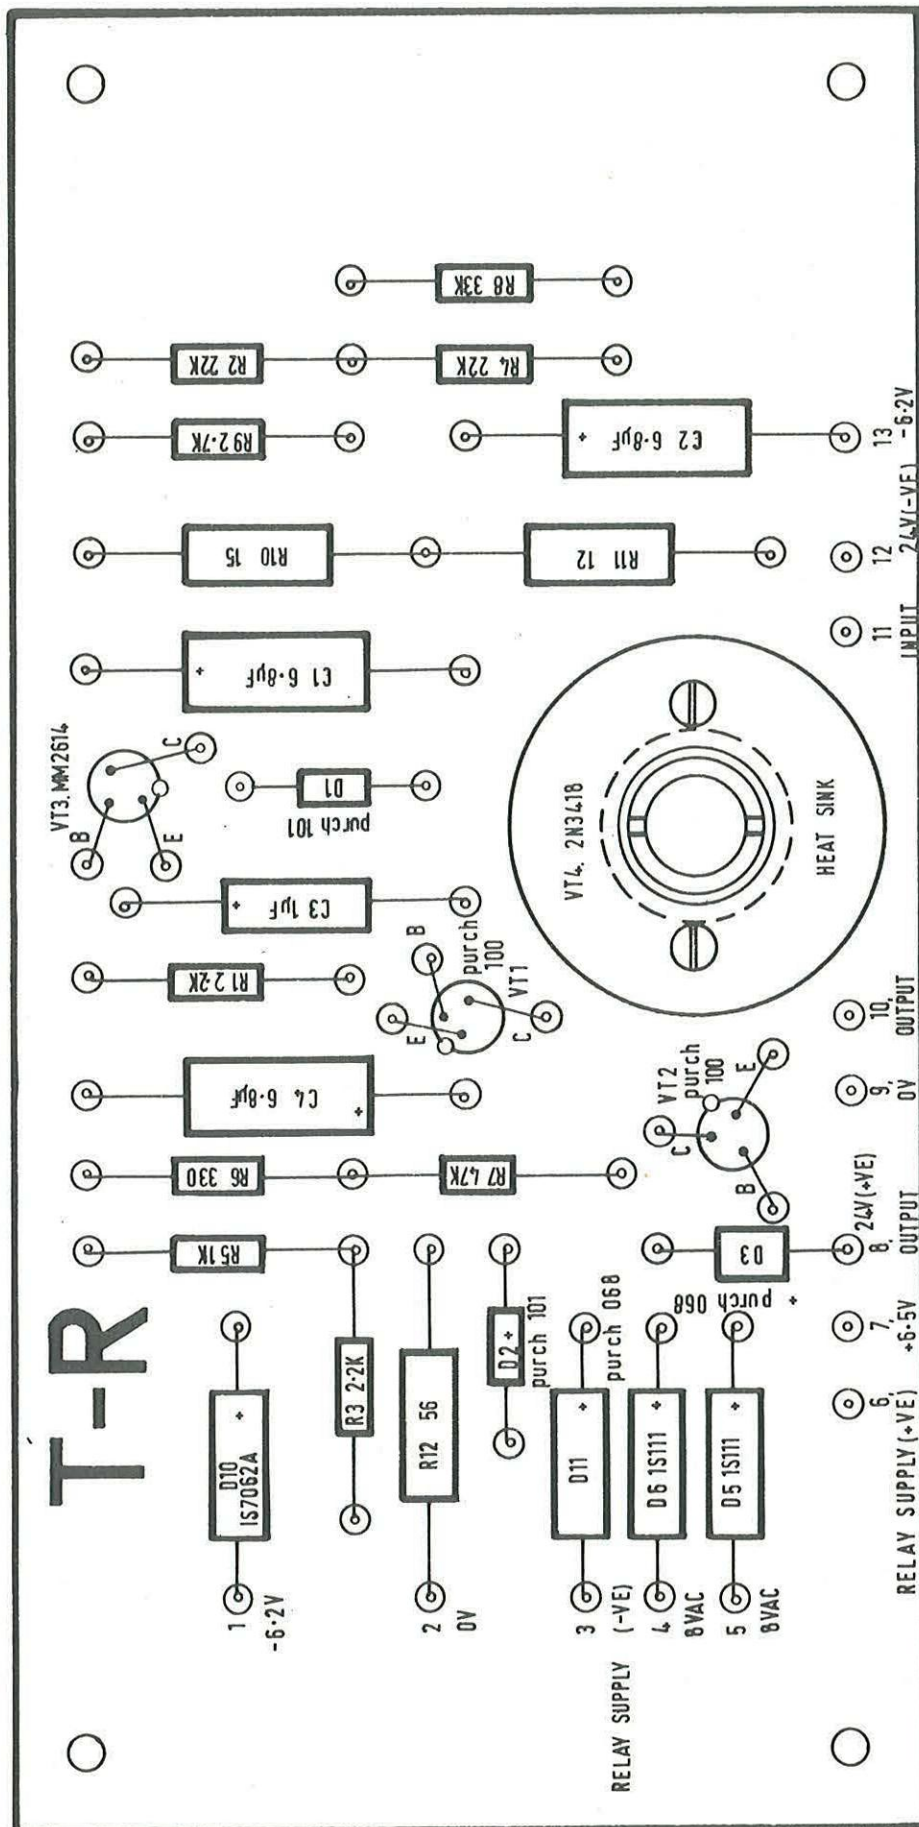 T-R
D10
IS7062A
+
1
-6·2V
R3 2·2K
R12 56
2
0V
D2 +
purch 101
D11 +
purch 068
3
RELAY SUPPLY (-VE)
D6 1S111 +
4
8VAC
D5 1S111 +
5
8VAC
R5 1K
R6 330
R7 47K
C4 6·8µF
+
R1 2·2K
C3 1µF
+
VT3. MM2614
B
C
E
D1
purch 101
C1 6·8µF
+
R10 15
R11 12
R9 2·7K
C2 6·8µF
+
R2 22K
R4 22K
R8 33K
E
B
C
VT1
purch
100
VT2
purch
100
C
E
B
D3
+
purch 068
VT4. 2N3418
HEAT SINK
6,
RELAY SUPPLY (+VE)
7,
+6·5V
8,
24V(+VE)
OUTPUT
9,
0V
10,
OUTPUT
11
INPUT
12
24V(-VE)
13
-6·2V